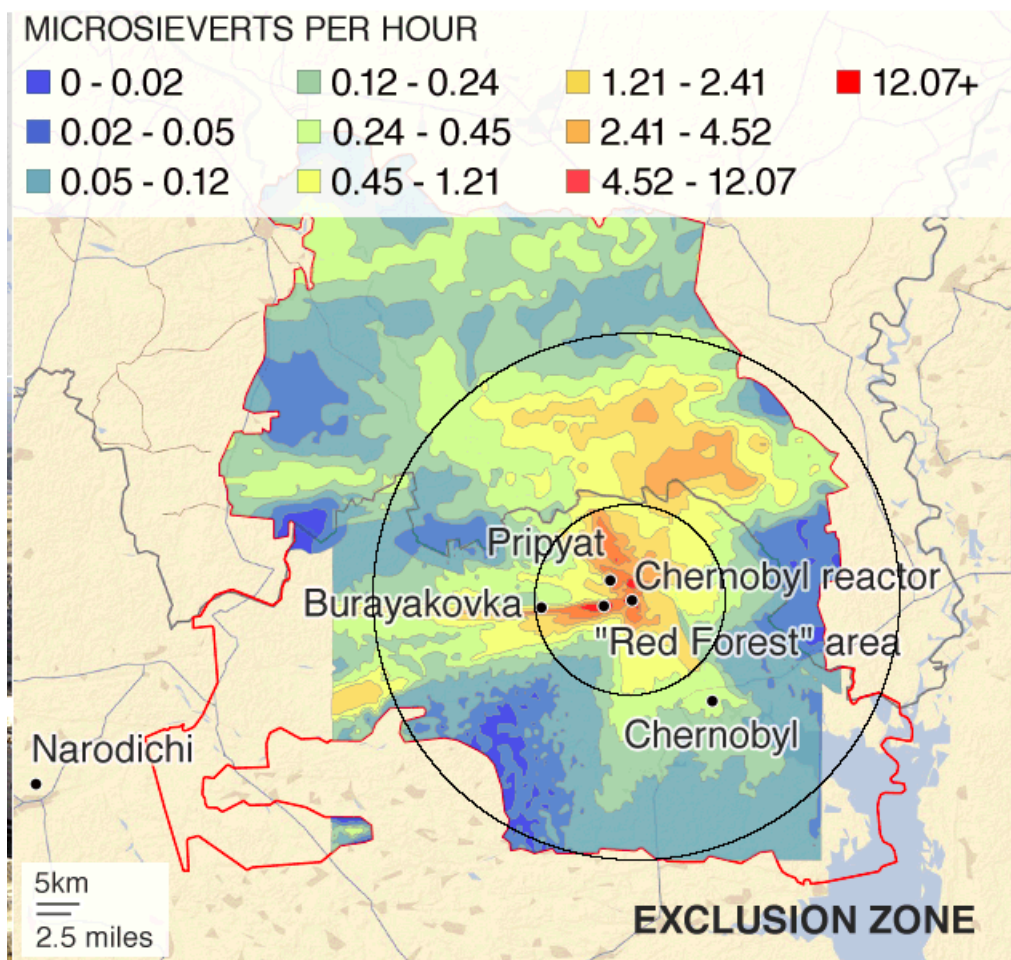 MICROSIEVERTS PER HOUR
0 - 0.02
0.02 - 0.05
0.05 - 0.12
0.12 - 0.24
0.24 - 0.45
0.45 - 1.21
1.21 - 2.41
2.41 - 4.52
4.52 - 12.07
12.07+
Pripyat
Chernobyl reactor
Burayakovka
"Red Forest" area
Chernobyl
Narodichi
5km
2.5 miles
EXCLUSION ZONE